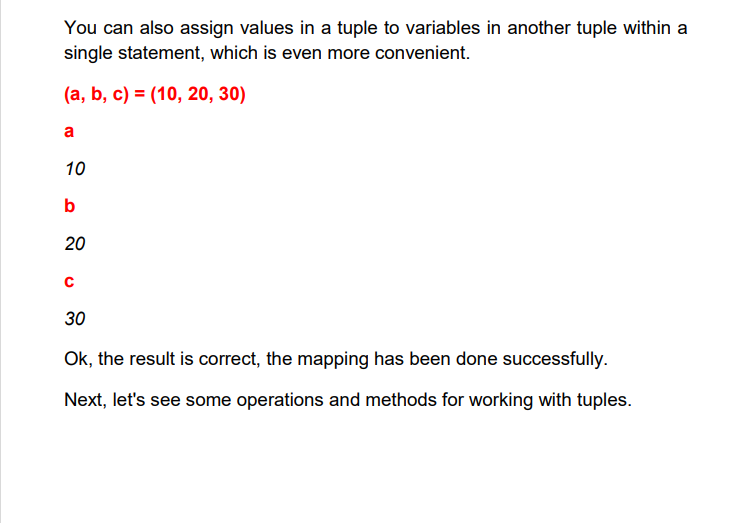 You can also assign values in a tuple to variables in another tuple within a
single statement, which is even more convenient.
(a, b, c) = (10, 20, 30)
a
10
b
20
c
30
Ok, the result is correct, the mapping has been done successfully.
Next, let's see some operations and methods for working with tuples.